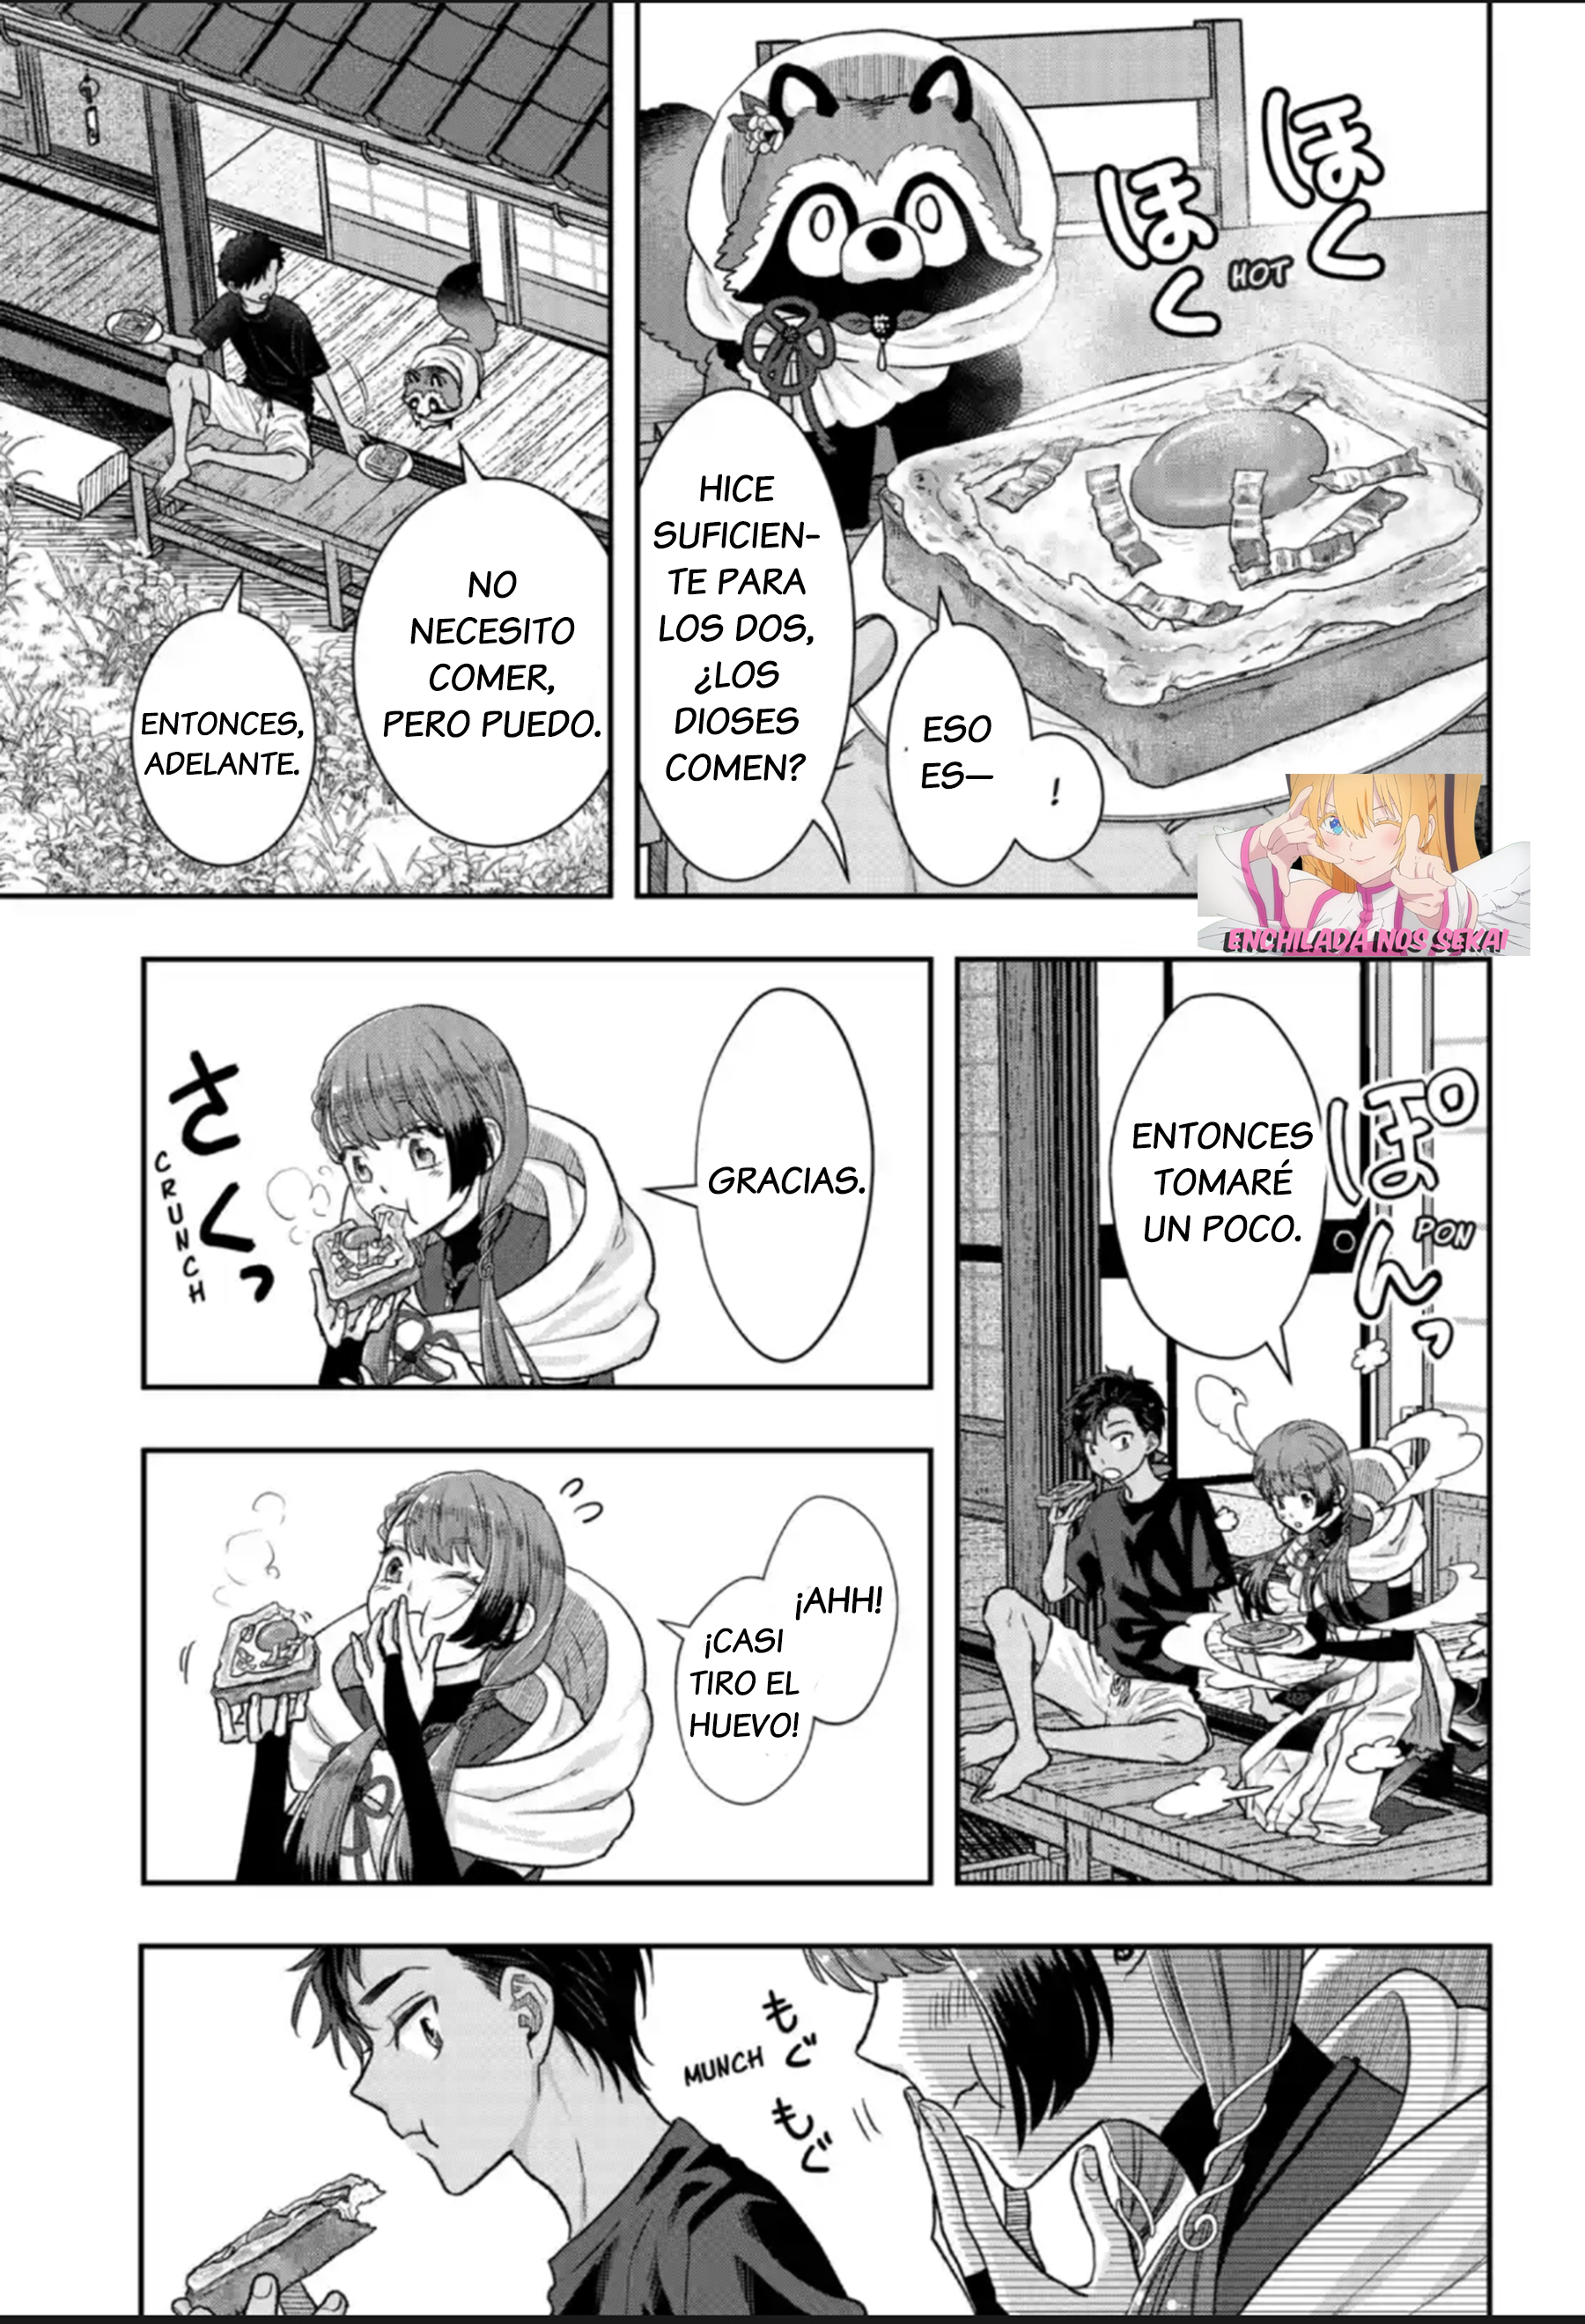 ほく
ほく
HOT
!
ESO
ES—
HICE
SUFICIEN-
TE PARA
LOS DOS,
¿LOS
DIOSES
COMEN?
NO
NECESITO
COMER,
PERO PUEDO.
ENTONCES,
ADELANTE.
ENCHILADA NOS SEKAI
ENTONCES
TOMARÉ
UN POCO.
ぽんっ
PON
GRACIAS.
さくっ
CRUNCH
¡AHH!
¡CASI
TIRO EL
HUEVO!
もぐ
もぐ
MUNCH